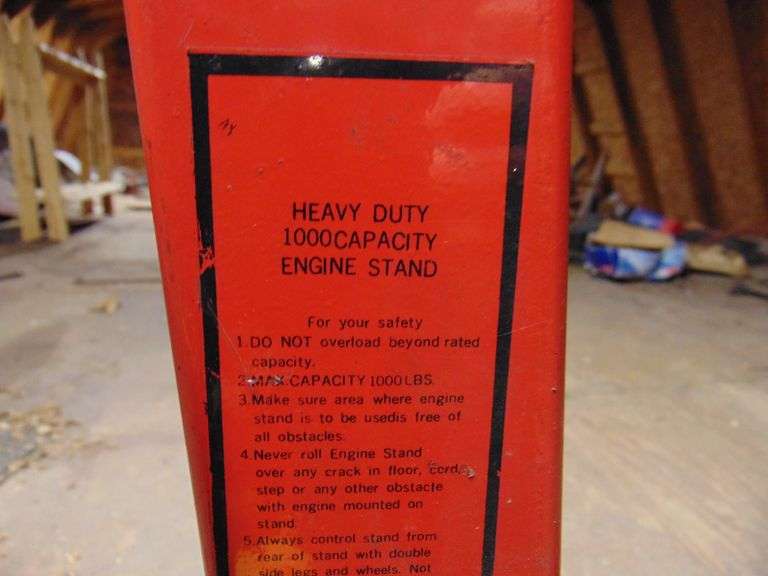 HEAVY DUTY
1000CAPACITY
ENGINE STAND
For your safety
1.DO NOT overload beyond rated
capacity.
2.MAX.CAPACITY 1000LBS.
3.Make sure area where engine
stand is to be usedis free of
all obstacles.
4.Never roll Engine Stand
over any crack in floor, cord,
step or any other obstacle
with engine mounted on
stand.
5.Always control stand from
rear of stand with double
side legs and wheels. Not